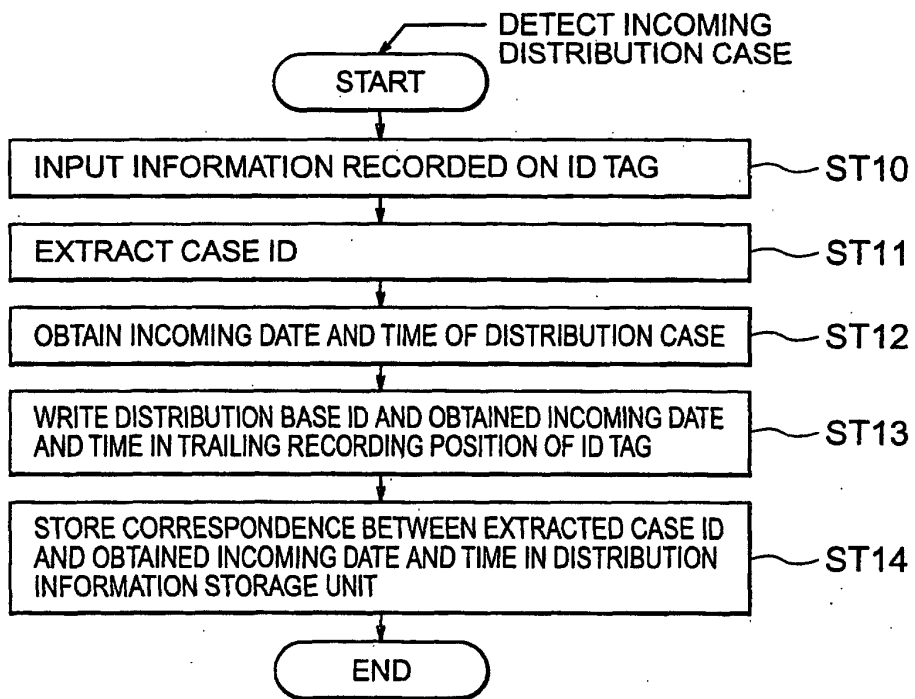 DETECT INCOMING
DISTRIBUTION CASE
START
INPUT INFORMATION RECORDED ON ID TAG
ST10
EXTRACT CASE ID
ST11
OBTAIN INCOMING DATE AND TIME OF DISTRIBUTION CASE
ST12
WRITE DISTRIBUTION BASE ID AND OBTAINED INCOMING DATE
AND TIME IN TRAILING RECORDING POSITION OF ID TAG
ST13
STORE CORRESPONDENCE BETWEEN EXTRACTED CASE ID
AND OBTAINED INCOMING DATE AND TIME IN DISTRIBUTION
INFORMATION STORAGE UNIT
ST14
END